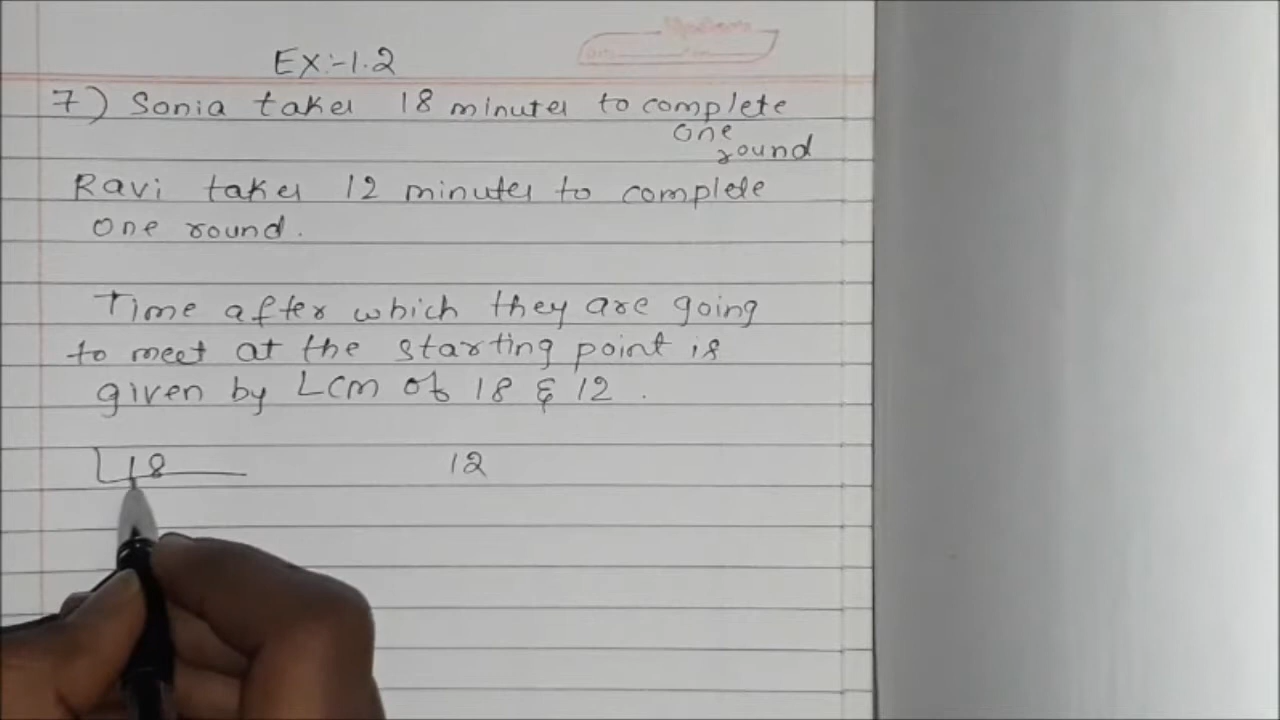 Ex:-1.2
7) Sonia takes 18 minutes to complete
one
round
Ravi takes 12 minutes to complete
one round.
Time after which they are going
to meet at the starting point is
given by LCM of 18 & 12.
18 12